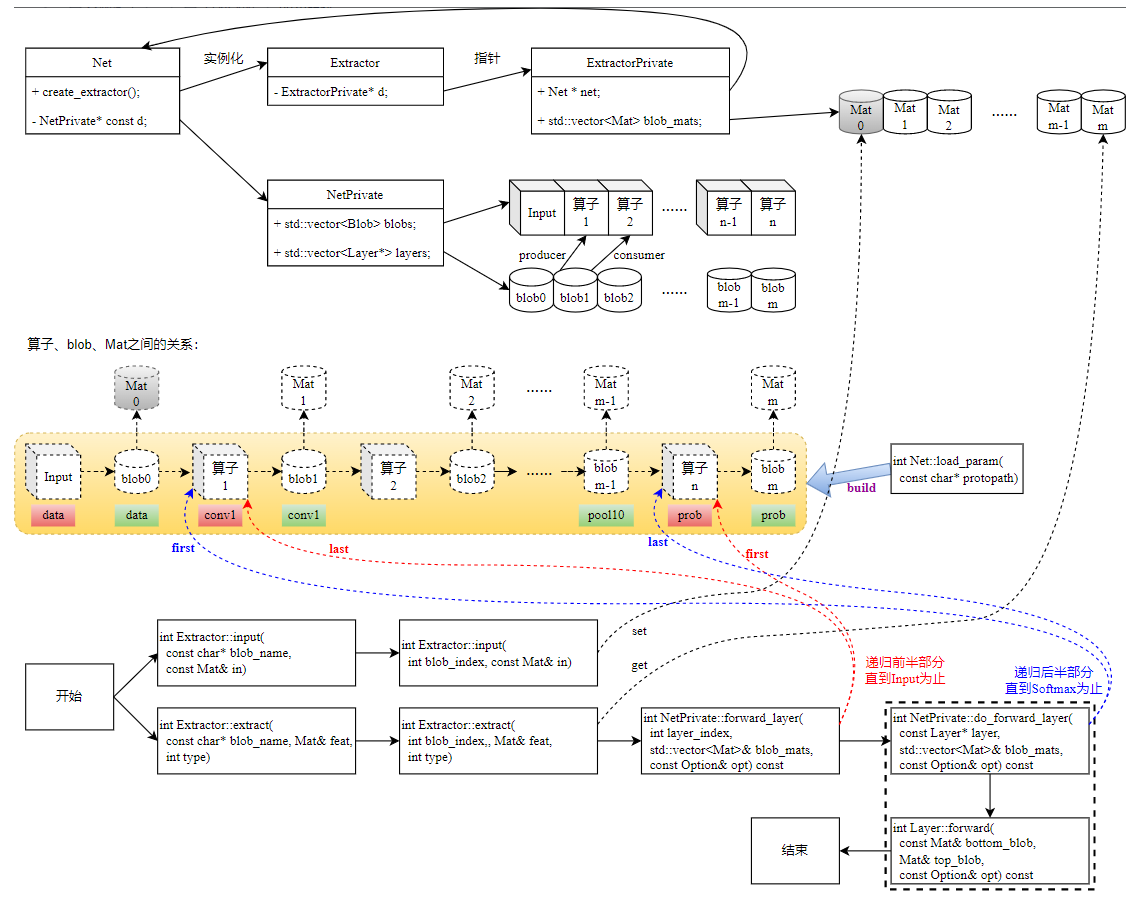 Net
+ create_extractor();
- NetPrivate* const d;
实例化
Extractor
- ExtractorPrivate* d;
指针
ExtractorPrivate
+ Net * net;
+ std::vector<Mat> blob_mats;
Mat
0
Mat
1
Mat
2
......
Mat
m-1
Mat
m
NetPrivate
+ std::vector<Blob> blobs;
+ std::vector<Layer*> layers;
Input
算子
1
算子
2
......
算子
n-1
算子
n
producer
consumer
blob0
blob1
blob2
......
blob
m-1
blob
m
算子、blob、Mat之间的关系：
Mat
0
Mat
1
Mat
2
......
Mat
m-1
Mat
m
Input
blob0
算子
1
blob1
算子
2
blob2
......
blob
m-1
算子
n
blob
m
data
data
conv1
conv1
pool10
prob
prob
int Net::load_param(
const char* protopath)
build
first
last
last
first
int Extractor::input(
const char* blob_name,
const Mat& in)
int Extractor::input(
int blob_index, const Mat& in)
set
get
开始
递归前半部分
直到Input为止
递归后半部分
直到Softmax为止
int Extractor::extract(
const char* blob_name, Mat& feat,
int type)
int Extractor::extract(
int blob_index,, Mat& feat,
int type)
int NetPrivate::forward_layer(
int layer_index,
std::vector<Mat>& blob_mats,
const Option& opt) const
int NetPrivate::do_forward_layer(
const Layer* layer,
std::vector<Mat>& blob_mats,
const Option& opt) const
结束
int Layer::forward(
const Mat& bottom_blob,
Mat& top_blob,
const Option& opt) const